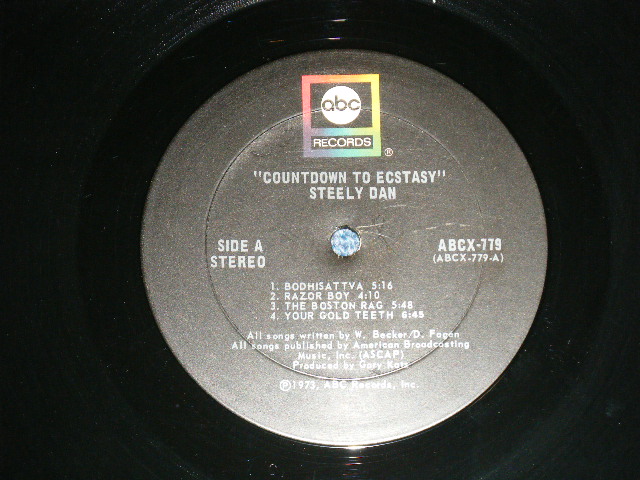 abc
RECORDS
®
"COUNTDOWN TO ECSTASY"
STEELY DAN
SIDE A
STEREO
ABCX-779
(ABCX-779-A)
1. BODHISATTVA 5:16
2. RAZOR BOY 4:10
3. THE BOSTON RAG 5:48
4. YOUR GOLD TEETH 6:48
All songs written by W. Becker/D. Fagan
All songs published by American Broadcasting
Music, Inc. (ASCAP)
Produced by Gary Katz
℗1973, ABC Records, Inc.